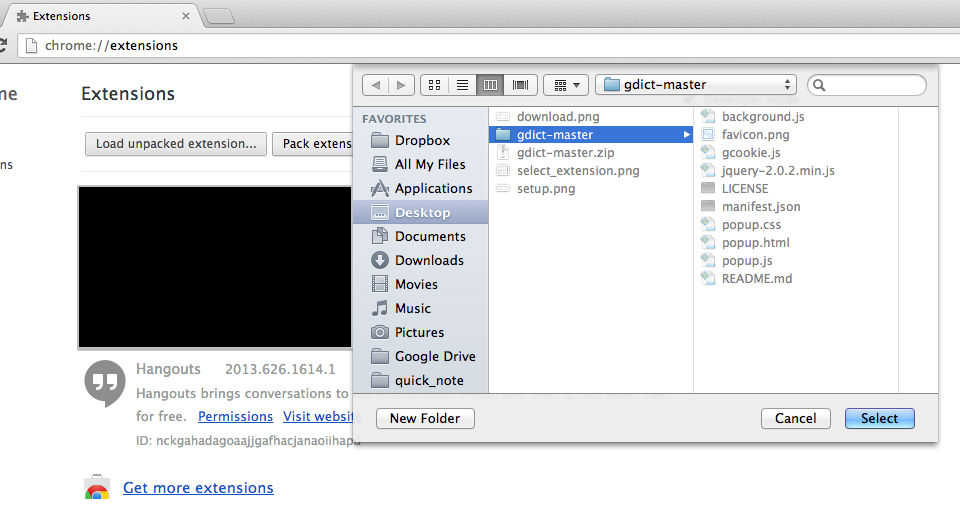 Extensions
chrome://extensions
me
Extensions
ns
Load unpacked extension...
Pack extens
gdict-master
FAVORITES
Dropbox
All My Files
Applications
Desktop
Documents
Downloads
Movies
Music
Pictures
Google Drive
quick_note
download.png
gdict-master
gdict-master.zip
select_extension.png
setup.png
background.js
favicon.png
gcookie.js
jquery-2.0.2.min.js
LICENSE
manifest.json
popup.css
popup.html
popup.js
README.md
New Folder
Cancel
Select
Hangouts 2013.626.1614.1
Hangouts brings conversations to
for free. Permissions Visit websit
ID: nckgahadagoaajjgafhacjanaoiihapd
Get more extensions